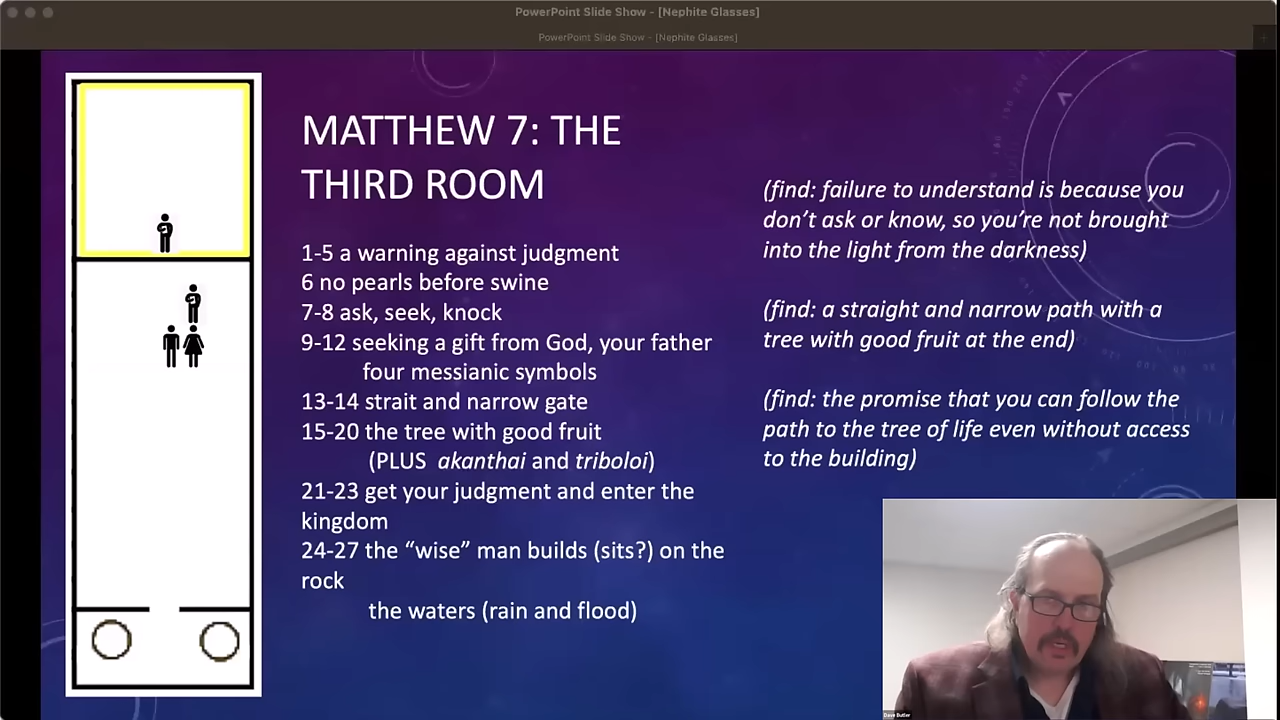 PowerPoint Slide Show - [Nephite Glasses]
PowerPoint Slide Show - [Nephite Glasses]
MATTHEW 7: THE
THIRD ROOM
1-5 a warning against judgment
6 no pearls before swine
7-8 ask, seek, knock
9-12 seeking a gift from God, your father
four messianic symbols
13-14 strait and narrow gate
15-20 the tree with good fruit
(PLUS akanthai and triboloi)
21-23 get your judgment and enter the
kingdom
24-27 the “wise” man builds (sits?) on the
rock
the waters (rain and flood)
(find: failure to understand is because you
don’t ask or know, so you’re not brought
into the light from the darkness)
(find: a straight and narrow path with a
tree with good fruit at the end)
(find: the promise that you can follow the
path to the tree of life even without access
to the building)
Dave Butler